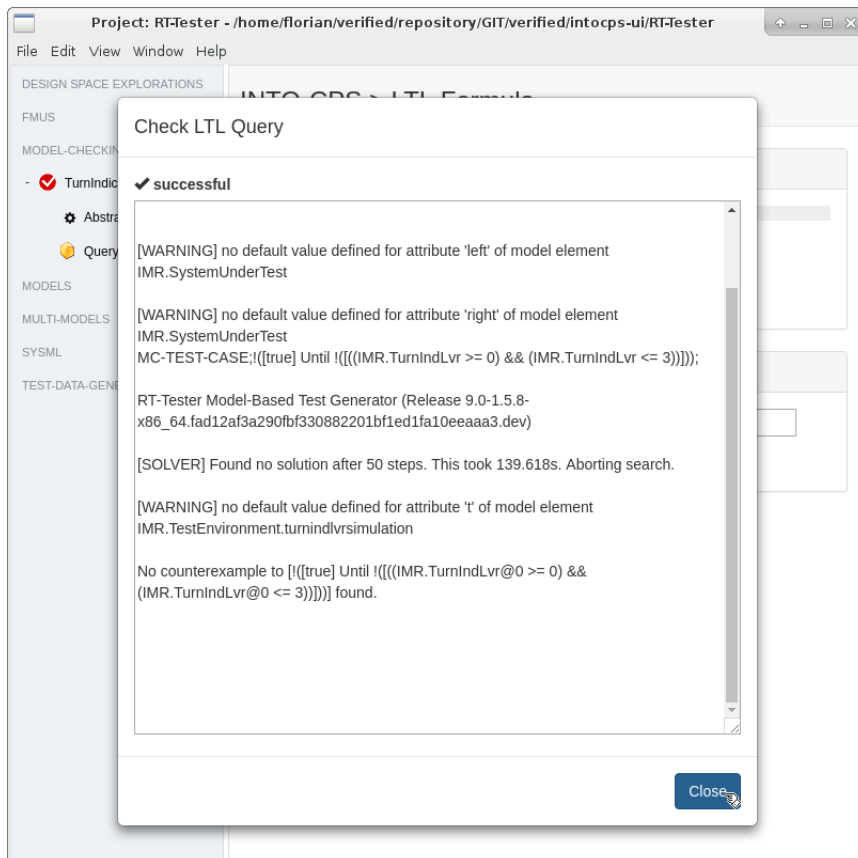 Project: RT-Tester - /home/florian/verified/repository/GIT/verified/intocps-ui/RT-Tester
File Edit View Window Help
DESIGN SPACE EXPLORATIONS
INTO-CPS > LTL Formula
FMUS
Check LTL Query
MODEL-CHECKIN
TurnIndic
Abstra
Query
MODELS
MULTI-MODELS
SYSML
TEST-DATA-GENE
successful
[WARNING] no default value defined for attribute 'left' of model element
IMR.SystemUnderTest
[WARNING] no default value defined for attribute 'right' of model element
IMR.SystemUnderTest
MC-TEST-CASE;!([true] Until !([((IMR.TurnIndLvr >= 0) && (IMR.TurnIndLvr <= 3))]));
RT-Tester Model-Based Test Generator (Release 9.0-1.5.8-
x86_64.fad12af3a290fbf330882201bf1ed1fa10eeaaa3.dev)
[SOLVER] Found no solution after 50 steps. This took 139.618s. Aborting search.
[WARNING] no default value defined for attribute 't' of model element
IMR.TestEnvironment.turnindlvrsimulation
No counterexample to [!([true] Until !([((IMR.TurnIndLvr@0 >= 0) &&
(IMR.TurnIndLvr@0 <= 3))]))] found.
Close